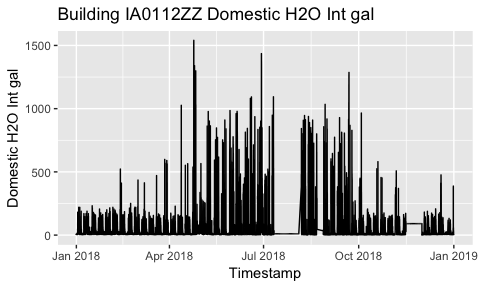 Building IA0112ZZ Domestic H2O Int gal
Domestic H2O Int gal
1500
1000
500
0
Jan 2018
Apr 2018
Jul 2018
Oct 2018
Jan 2019
Timestamp